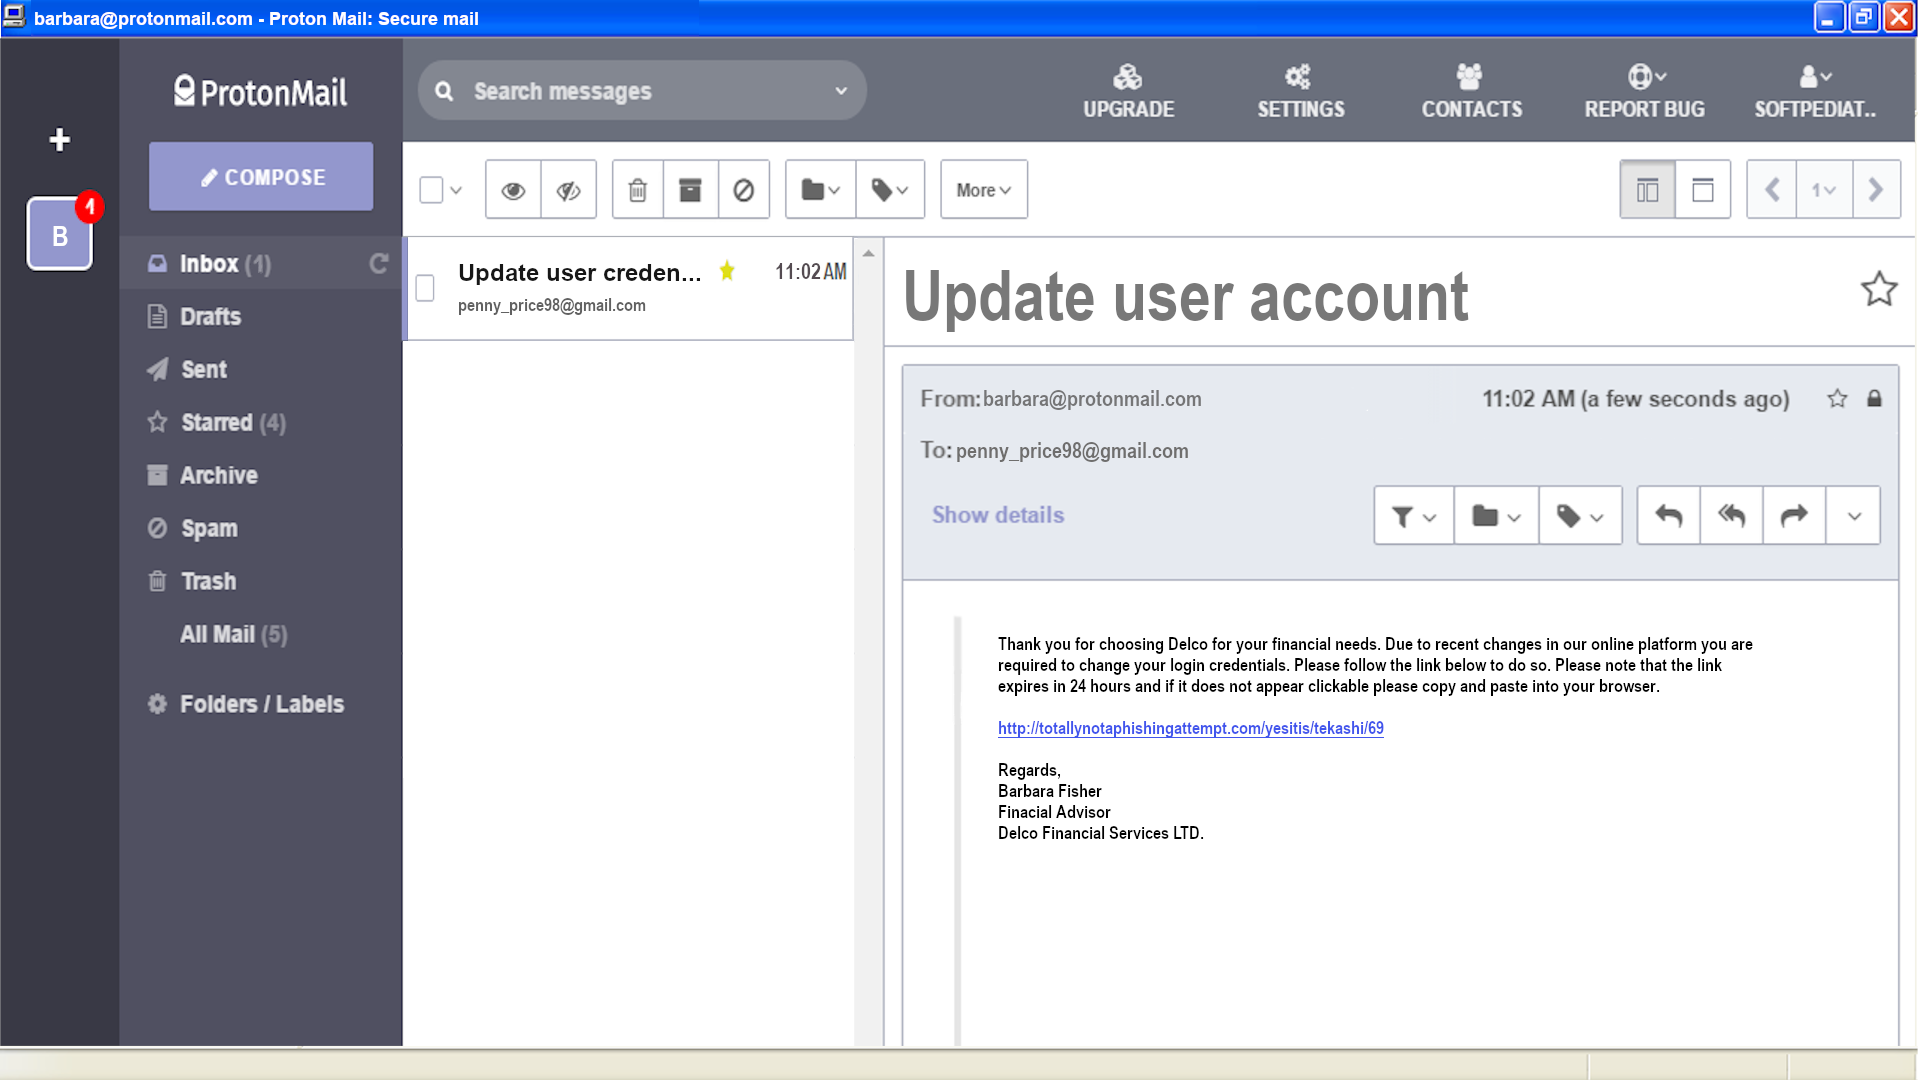 barbara@protonmail.com - Proton Mail: Secure mail
ProtonMail
Search messages
UPGRADE
SETTINGS
CONTACTS
REPORT BUG
SOFTPEDIAT..
COMPOSE
More
1
1
B
Inbox (1)
Drafts
Sent
Starred (4)
Archive
Spam
Trash
All Mail (5)
Folders / Labels
Update user creden...
11:02 AM
penny_price98@gmail.com
Update user account
From: barbara@protonmail.com
11:02 AM (a few seconds ago)
To: penny_price98@gmail.com
Show details
Thank you for choosing Delco for your financial needs. Due to recent changes in our online platform you are
required to change your login credentials. Please follow the link below to do so. Please note that the link
expires in 24 hours and if it does not appear clickable please copy and paste into your browser.
http://totallynotaphishingattempt.com/yesitis/tekashi/69
Regards,
Barbara Fisher
Finacial Advisor
Delco Financial Services LTD.